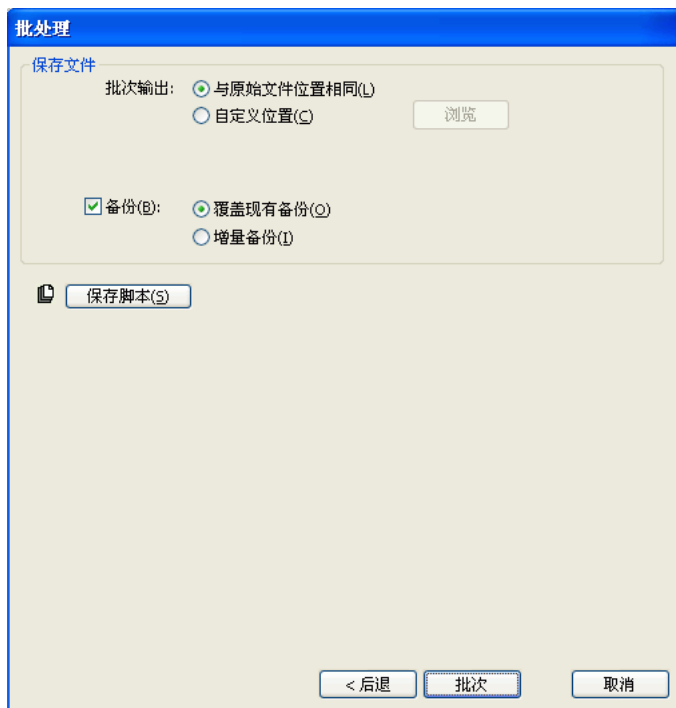 批处理
保存文件
批次输出: 与原始文件位置相同(L)
自定义位置(C) 浏览
备份(B): 覆盖现有备份(O)
增量备份(I)
保存脚本(S)
< 后退 批次 取消